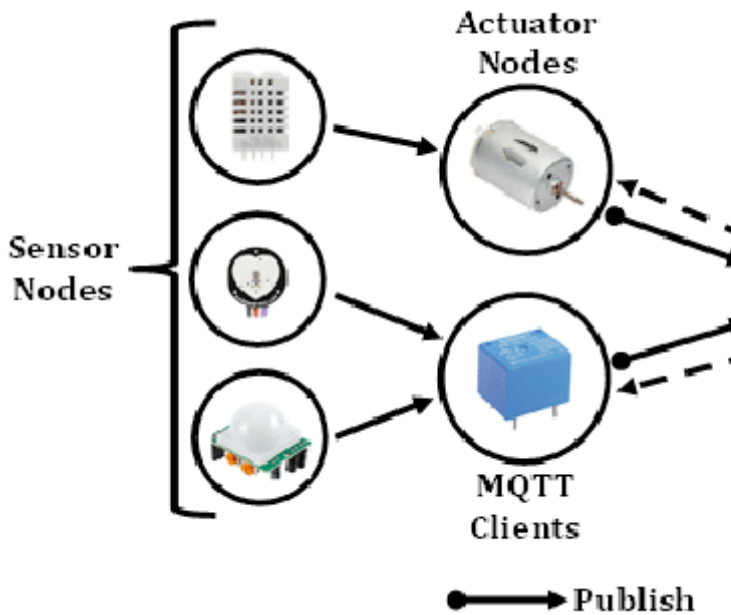 Actuator
Nodes
Sensor
Nodes
MQTT
Clients
Publish